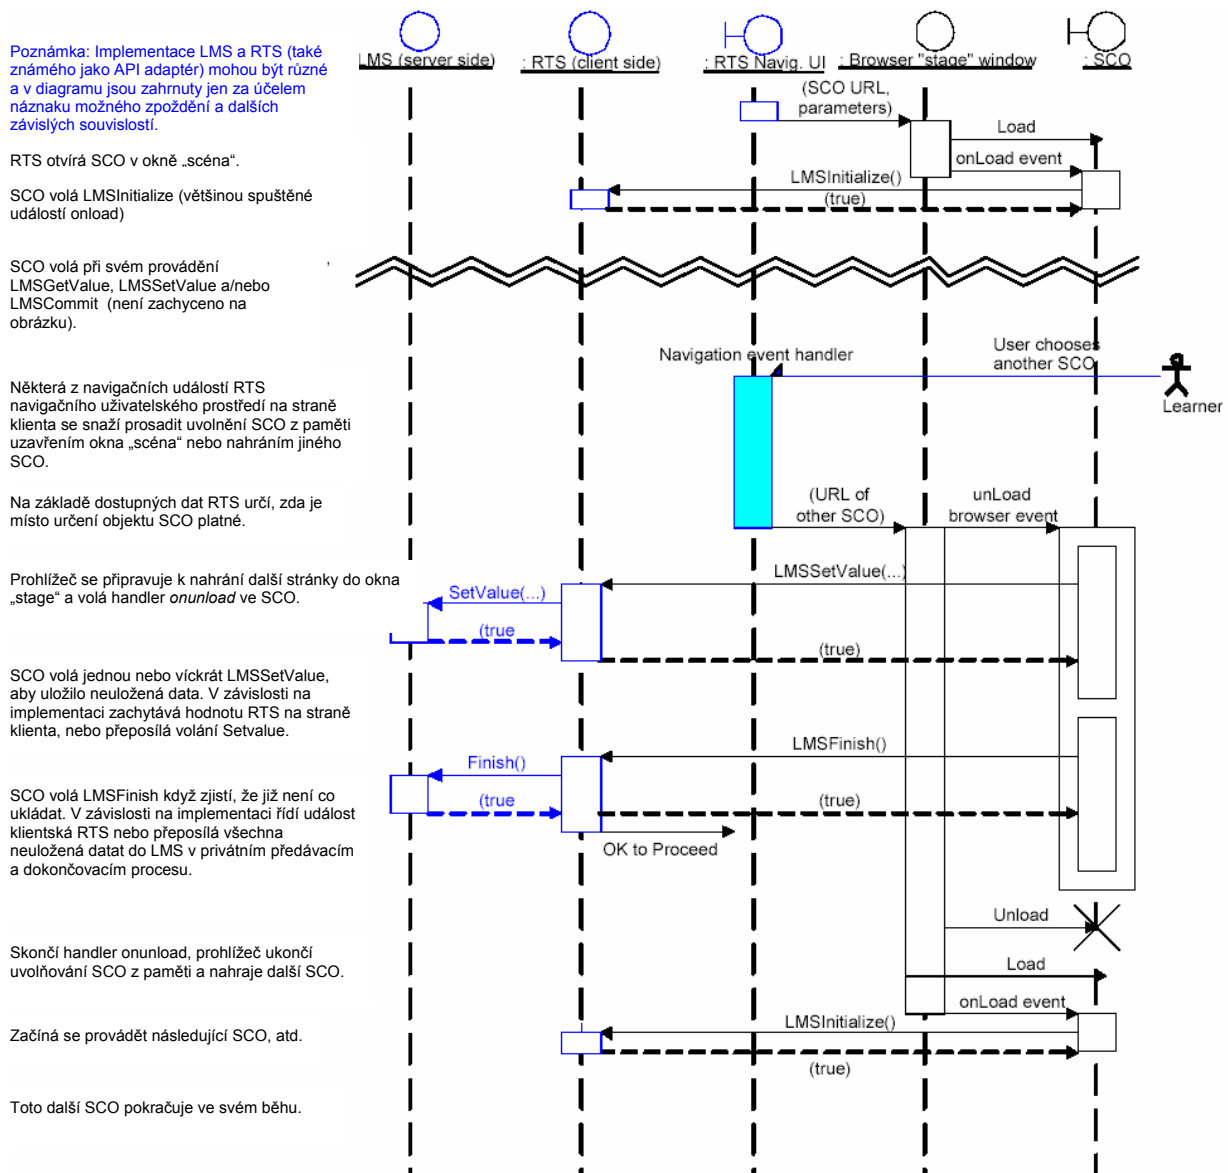 Poznámka: Implementace LMS a RTS (také
známého jako API adaptér) mohou být různé
a v diagramu jsou zahrnuty jen za účelem
náznaku možného zpoždění a dalších
závislých souvislostí.
LMS (server side)
: RTS (client side)
: RTS Navig. UI
: Browser "stage" window
: SCO
(SCO URL,
parameters)
Load
RTS otvírá SCO v okně „scéna“.
onLoad event
SCO volá LMSInitialize (většinou spuštěné
událostí onload)
LMSInitialize()
(true)
SCO volá při svém provádění
LMSGetValue, LMSSetValue a/nebo
LMSCommit (není zachyceno na
obrázku).
Navigation event handler
User chooses
another SCO
Learner
Některá z navigačních událostí RTS
navigačního uživatelského prostředí na straně
klienta se snaží prosadit uvolnění SCO z paměti
uzavřením okna „scéna“ nebo nahráním jiného
SCO.
Na základě dostupných dat RTS určí, zda je
místo určení objektu SCO platné.
(URL of
other SCO)
unLoad
browser event
Prohlížeč se připravuje k nahrání další stránky do okna
„stage“ a volá handler onunload ve SCO.
LMSSetValue(...)
SetValue(...)
(true
(true)
SCO volá jednou nebo víckrát LMSSetValue,
aby uložilo neuložená data. V závislosti na
implementaci zachytává hodnotu RTS na straně
klienta, nebo přeposílá volání Setvalue.
LMSFinish()
Finish()
(true
(true)
SCO volá LMSFinish když zjistí, že již není co
ukládat. V závislosti na implementaci řídí událost
klientská RTS nebo přeposílá všechna
neuložená datat do LMS v privátním předávacím
a dokončovacím procesu.
OK to Proceed
Unload
Skončí handler onunload, prohlížeč ukončí
uvolňování SCO z paměti a nahraje další SCO.
Load
onLoad event
Začíná se provádět následující SCO, atd.
LMSInitialize()
(true)
Toto další SCO pokračuje ve svém běhu.